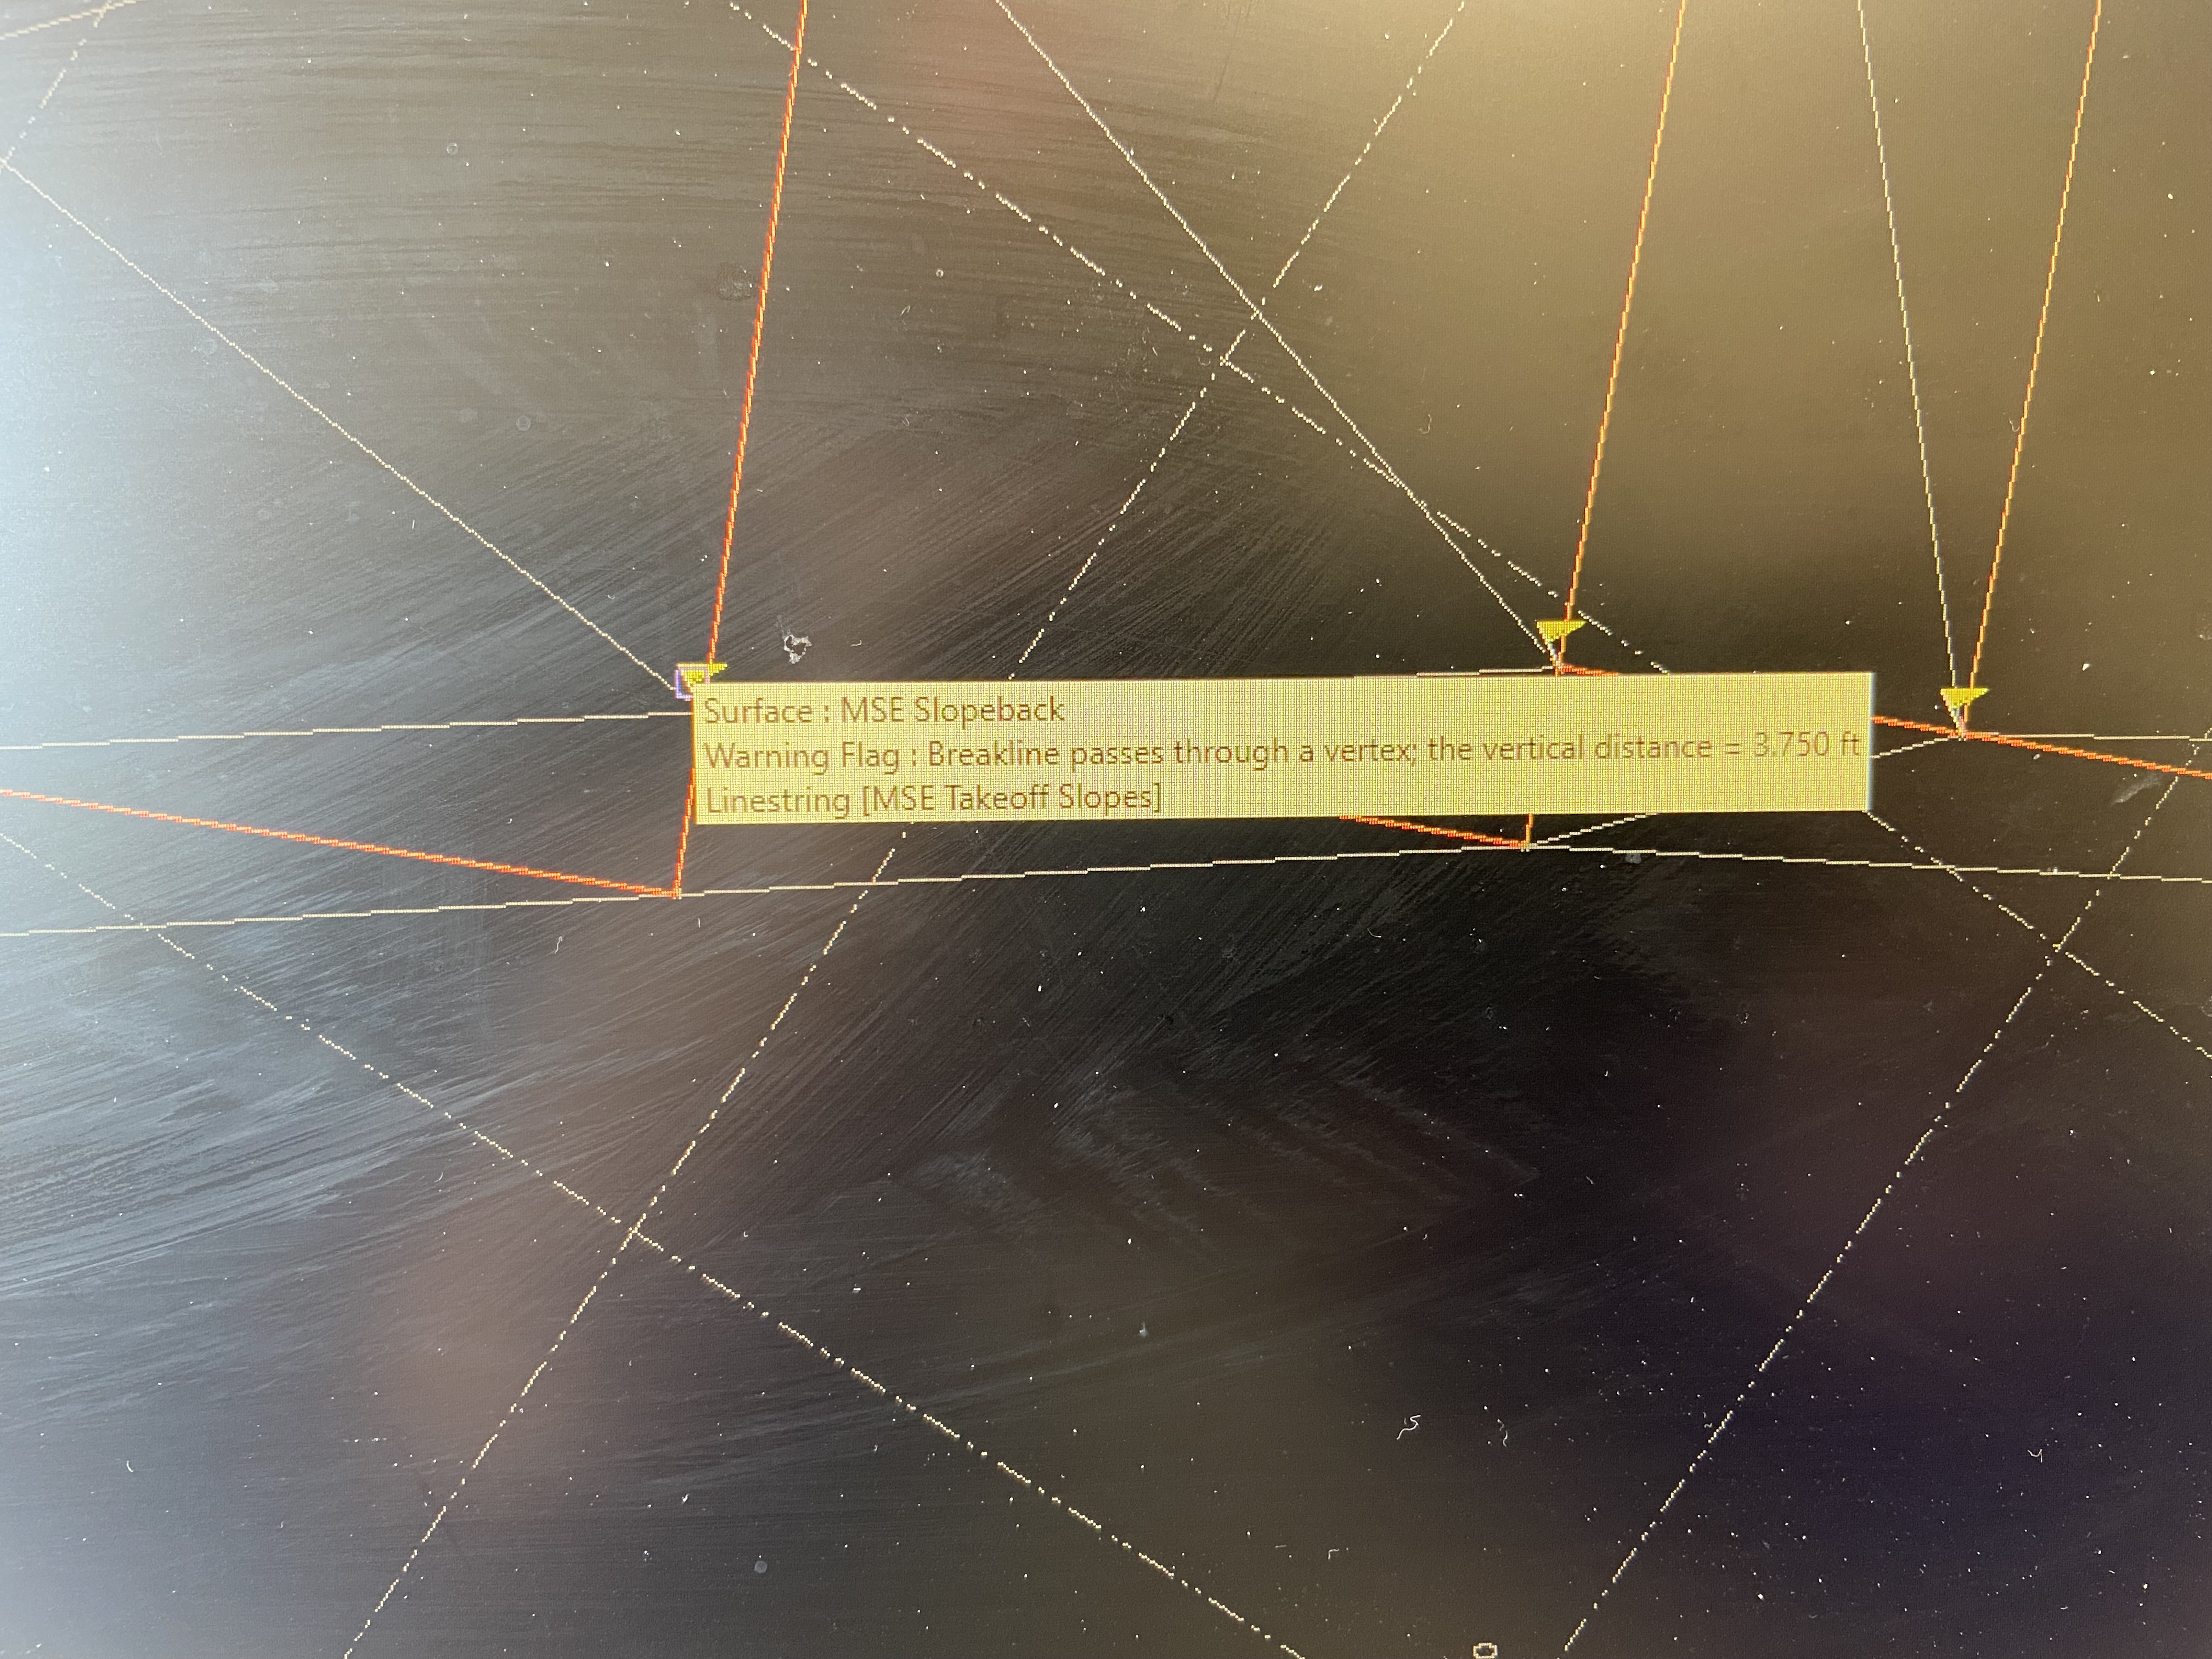 Surface : MSE Slopeback
Warning Flag : Breakline passes through a vertex; the vertical distance = 3.750 ft
Linestring [MSE Takeoff Slopes]